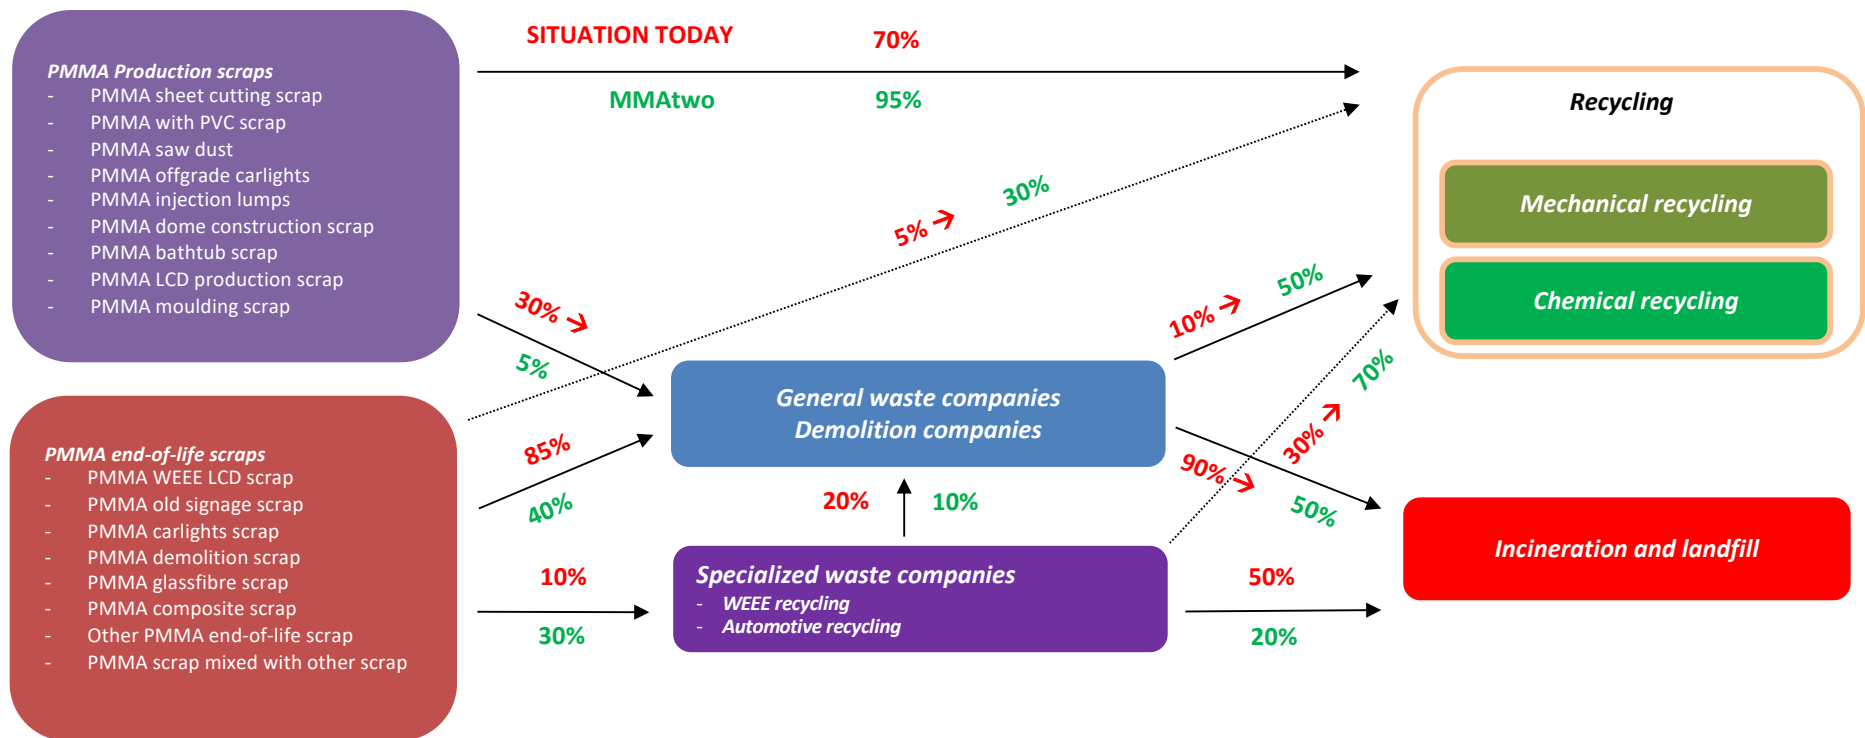 SITUATION TODAY
70%
MMAtwo
95%
PMMA Production scraps
- PMMA sheet cutting scrap
- PMMA with PVC scrap
- PMMA saw dust
- PMMA offgrade carlights
- PMMA injection lumps
- PMMA dome construction scrap
- PMMA bathtub scrap
- PMMA LCD production scrap
- PMMA moulding scrap
30% →
5%
5% →
30%
PMMA end-of-life scraps
- PMMA WEEE LCD scrap
- PMMA old signage scrap
- PMMA carlights scrap
- PMMA demolition scrap
- PMMA glassfibre scrap
- PMMA composite scrap
- Other PMMA end-of-life scrap
- PMMA scrap mixed with other scrap
85%
40%
10%
30%
General waste companies
Demolition companies
20%
10%
Specialized waste companies
- WEEE recycling
- Automotive recycling
10% →
50%
90% →
50%
30% →
70%
50%
20%
Recycling
Mechanical recycling
Chemical recycling
Incineration and landfill